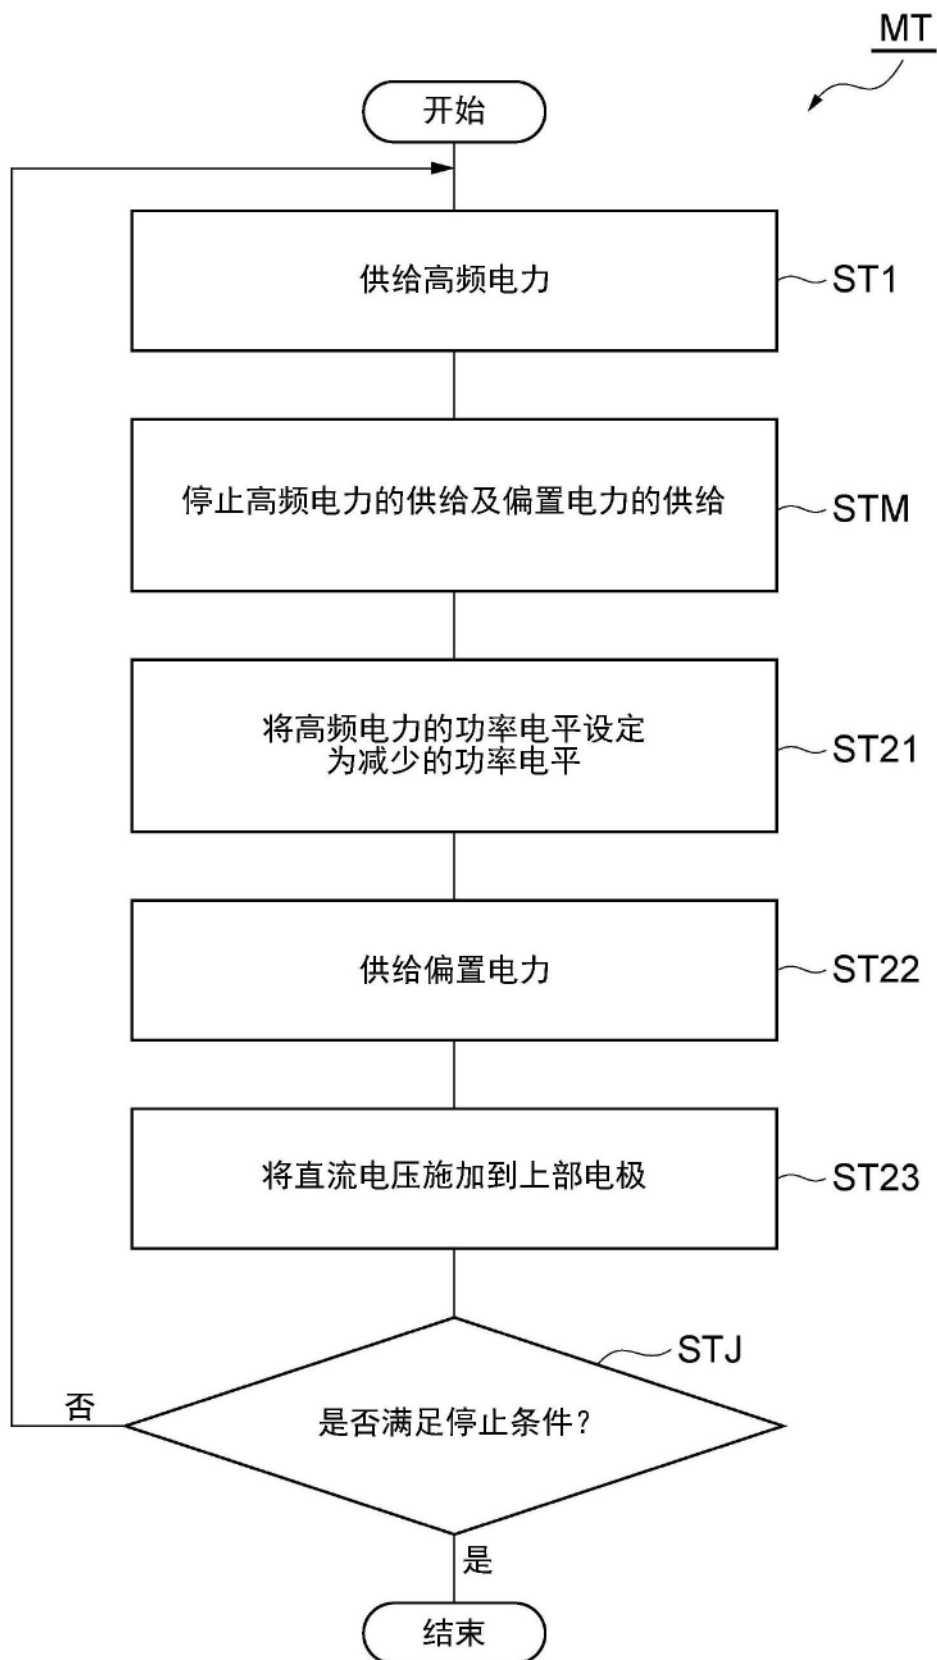 MT
开始
供给高频电力
ST1
停止高频电力的供给及偏置电力的供给
STM
将高频电力的功率电平设定
为减少的功率电平
ST21
供给偏置电力
ST22
将直流电压施加到上部电极
ST23
STJ
否
是否满足停止条件?
是
结束